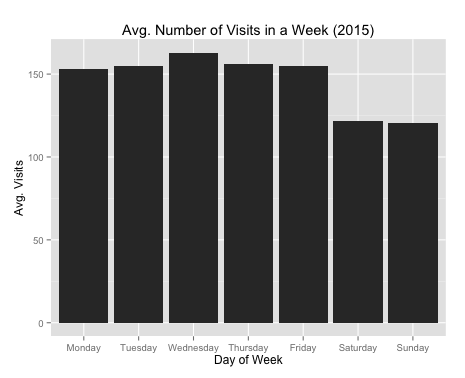 Avg. Number of Visits in a Week (2015)
Avg. Visits
150
100
50
0
Monday Tuesday Wednesday Thursday Friday Saturday Sunday
Day of Week